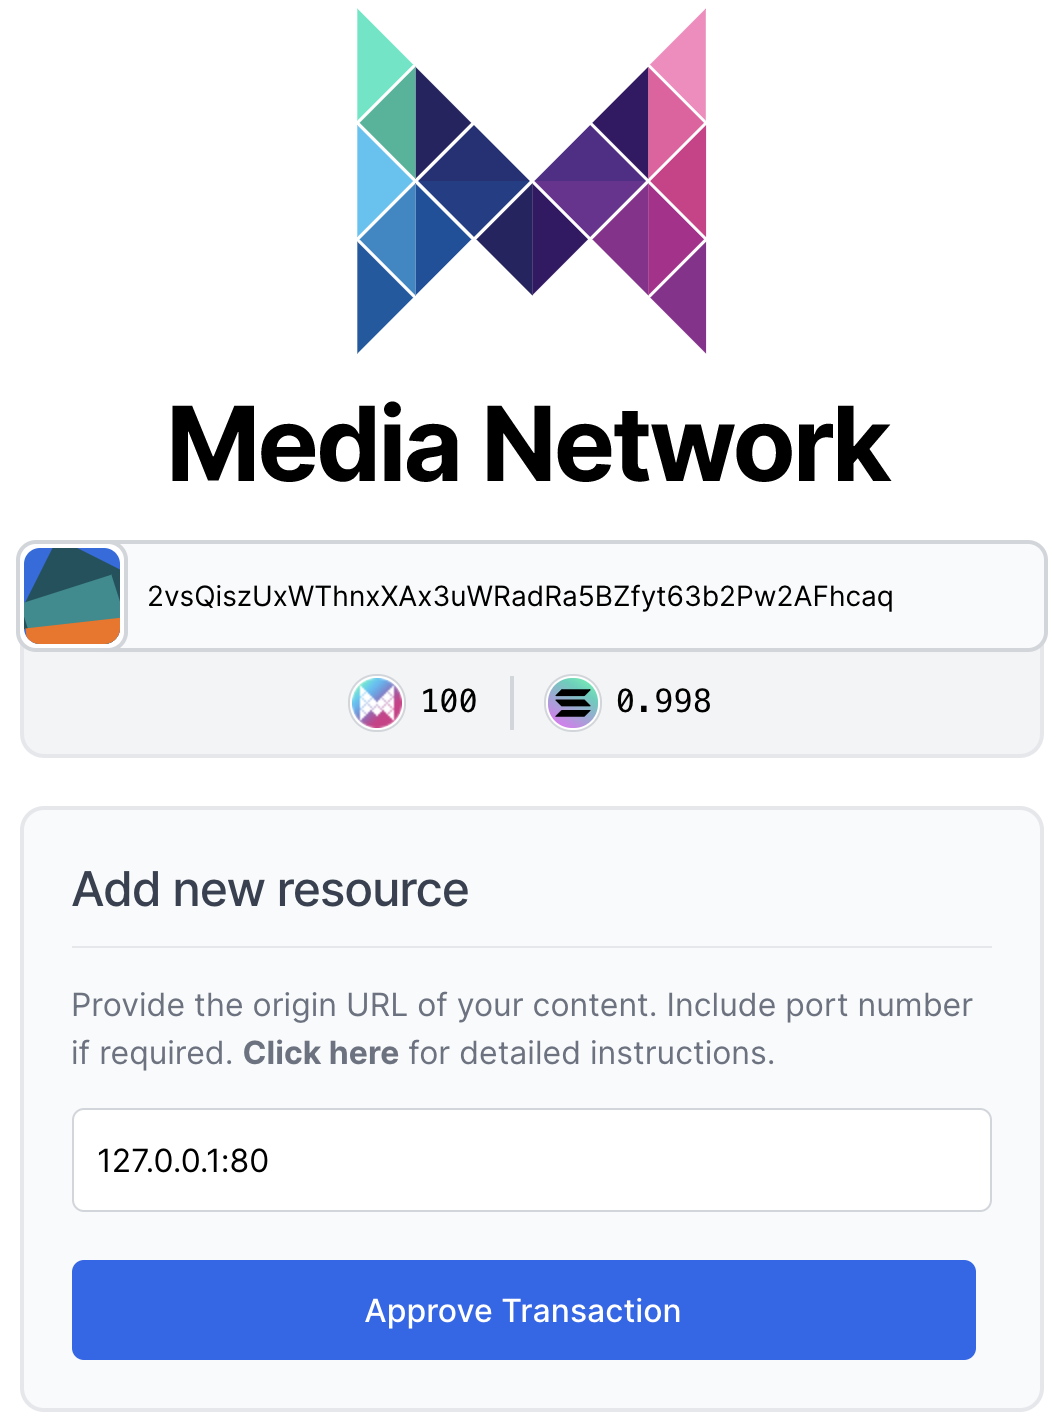 Media Network
2vsQiszUxWThnxXAx3uWRadRa5BZfyt63b2Pw2AFhcaq
100 0.998
Add new resource
Provide the origin URL of your content. Include port number
if required. Click here for detailed instructions.
127.0.0.1:80
Approve Transaction